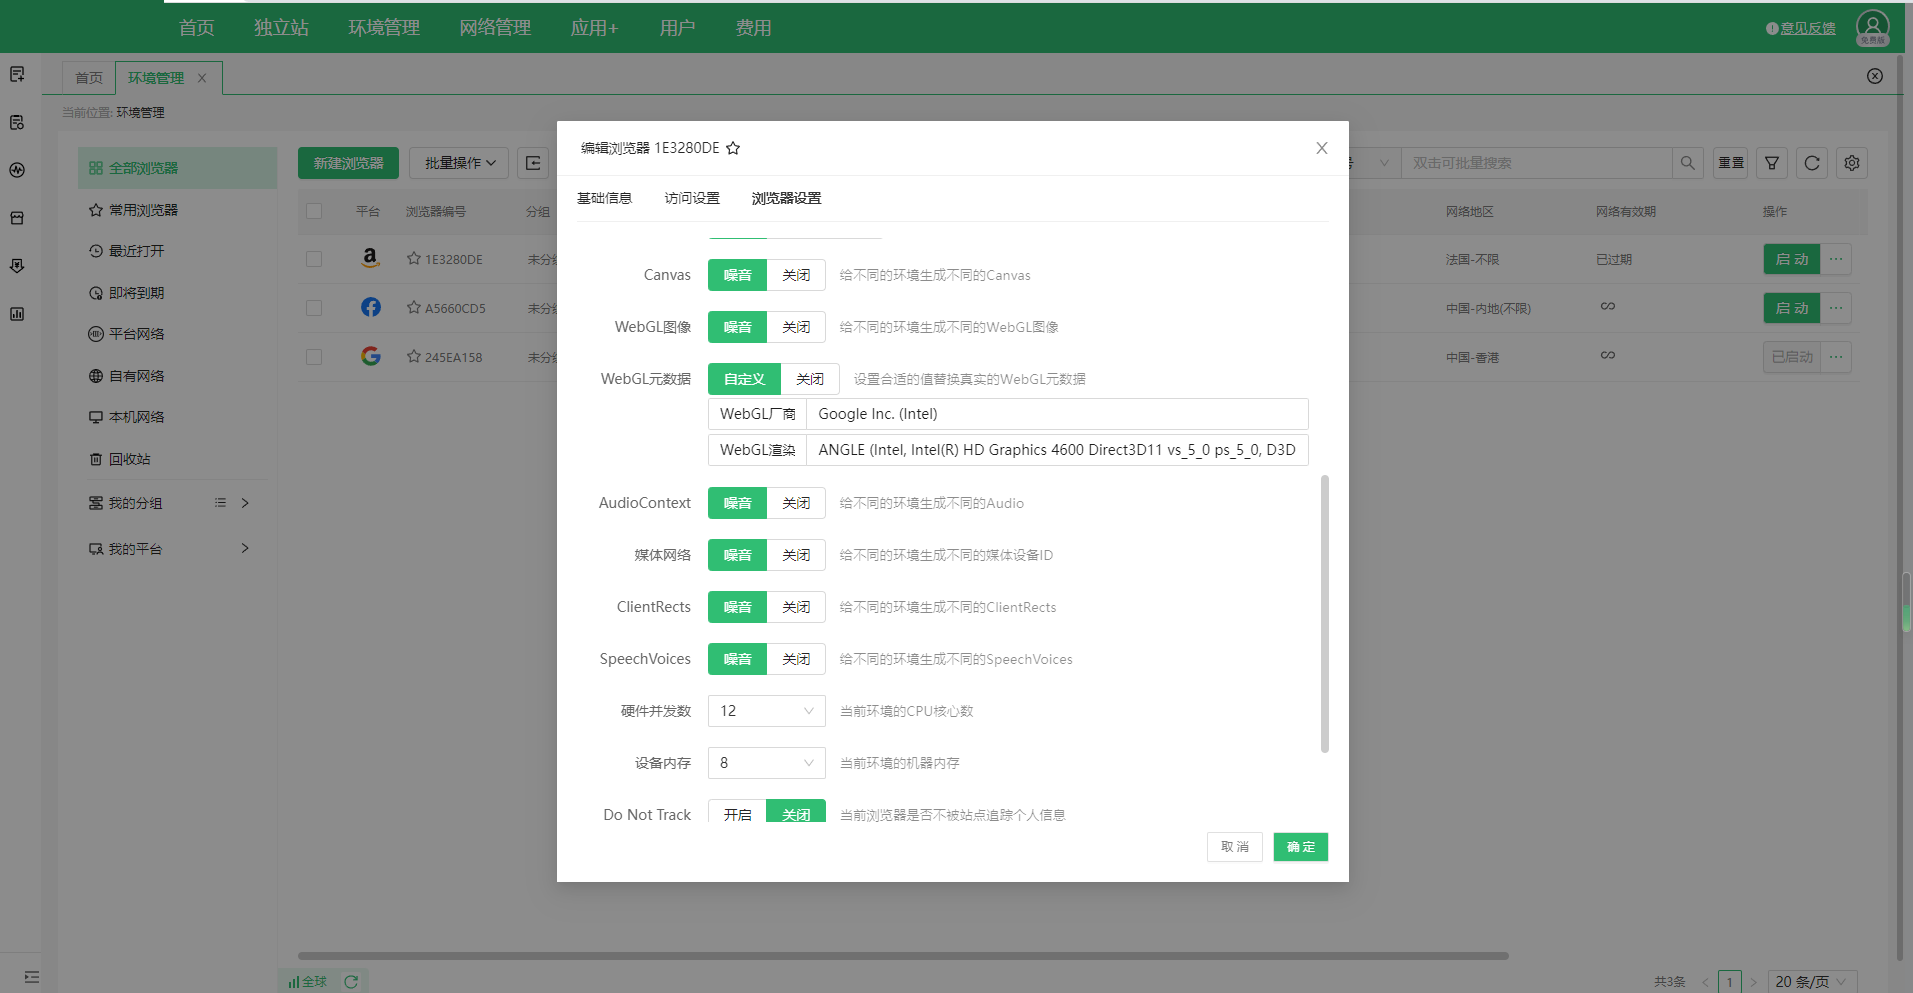 首页 独立站 环境管理 网络管理 应用+ 用户 费用 意见反馈
免费版
首页 环境管理
当前位置: 环境管理
编辑浏览器 1E3280DE
全部浏览器 新建浏览器 批量操作 号 双击可批量搜索 重置
基础信息 访问设置 浏览器设置
常用浏览器 平台 浏览器编号 分组 网络地区 网络有效期 操作
最近打开 1E3280DE 未分 法国-不限 已过期 启动
Canvas 噪音 关闭 给不同的环境生成不同的Canvas
即将到期 A5660CD5 未分 中国-内地(不限) 启动
WebGL图像 噪音 关闭 给不同的环境生成不同的WebGL图像
平台网络
245EA158 未分 中国-香港 已启动
自有网络 WebGL元数据 自定义 关闭 设置合适的值替换真实的WebGL元数据
本机网络 WebGL厂商 Google Inc. (Intel)
回收站 WebGL渲染 ANGLE (Intel, Intel(R) HD Graphics 4600 Direct3D11 vs_5_0 ps_5_0, D3D
我的分组 AudioContext 噪音 关闭 给不同的环境生成不同的Audio
我的平台 媒体网络 噪音 关闭 给不同的环境生成不同的媒体设备ID
ClientRects 噪音 关闭 给不同的环境生成不同的ClientRects
SpeechVoices 噪音 关闭 给不同的环境生成不同的SpeechVoices
硬件并发数 12 当前环境的CPU核心数
设备内存 8 当前环境的机器内存
Do Not Track 开启 关闭 当前浏览器是否不被站点追踪个人信息
取消 确定
全球 共3条 1 20 条/页